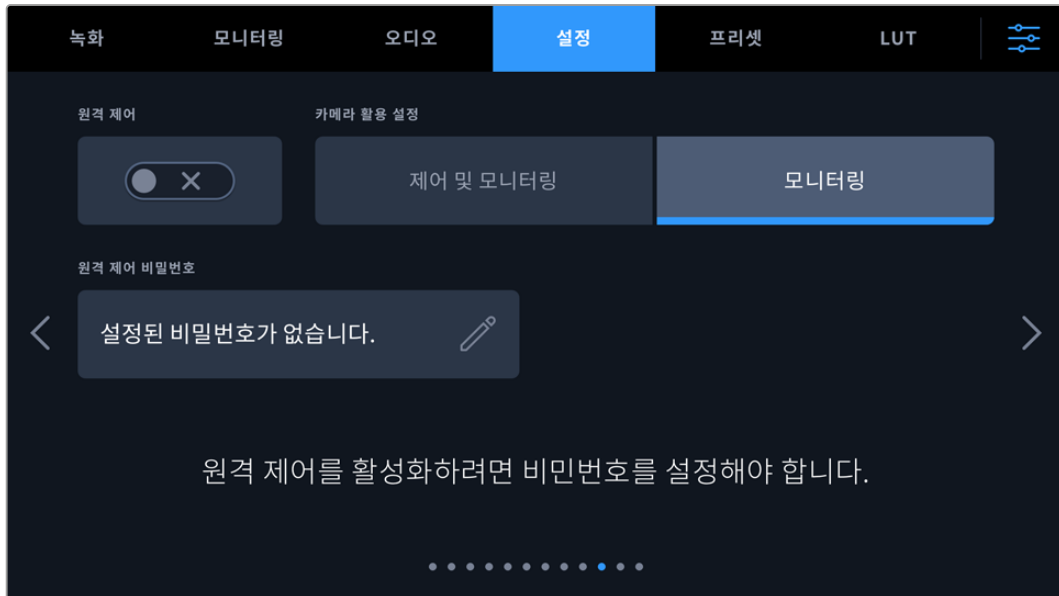 녹화 모니터링 오디오 설정 프리셋 LUT
원격 제어 카메라 활용 설정
제어 및 모니터링 모니터링
원격 제어 비밀번호
설정된 비밀번호가 없습니다.
원격 제어를 활성화하려면 비민번호를 설정해야 합니다.